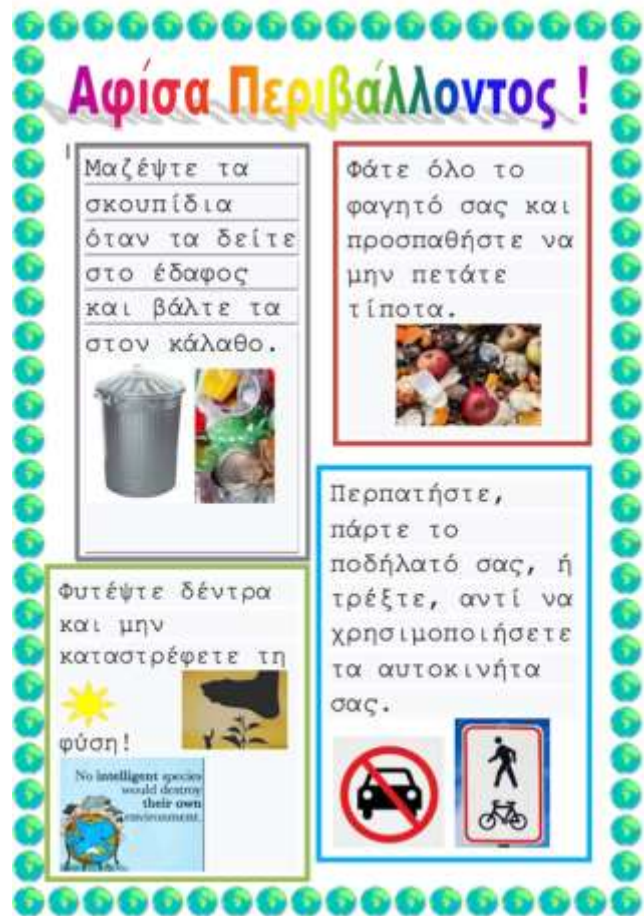 Αφίσα Περιβάλλοντος !
Μαζέψτε τα
σκουπίδια
όταν τα δείτε
στο έδαφος
και βάλτε τα
στον κάλαθο.
Φάτε όλο το
φαγητό σας και
προσπαθήστε να
μην πετάτε
τίποτα.
Περπατήστε,
πάρτε το
ποδήλατό σας, ή
τρέξτε, αντί να
χρησιμοποιήσετε
τα αυτοκινήτα
σας.
Φυτέψτε δέντρα
και μην
καταστρέφετε τη
φύση!
No intelligent species
would destroy
their own
environment.